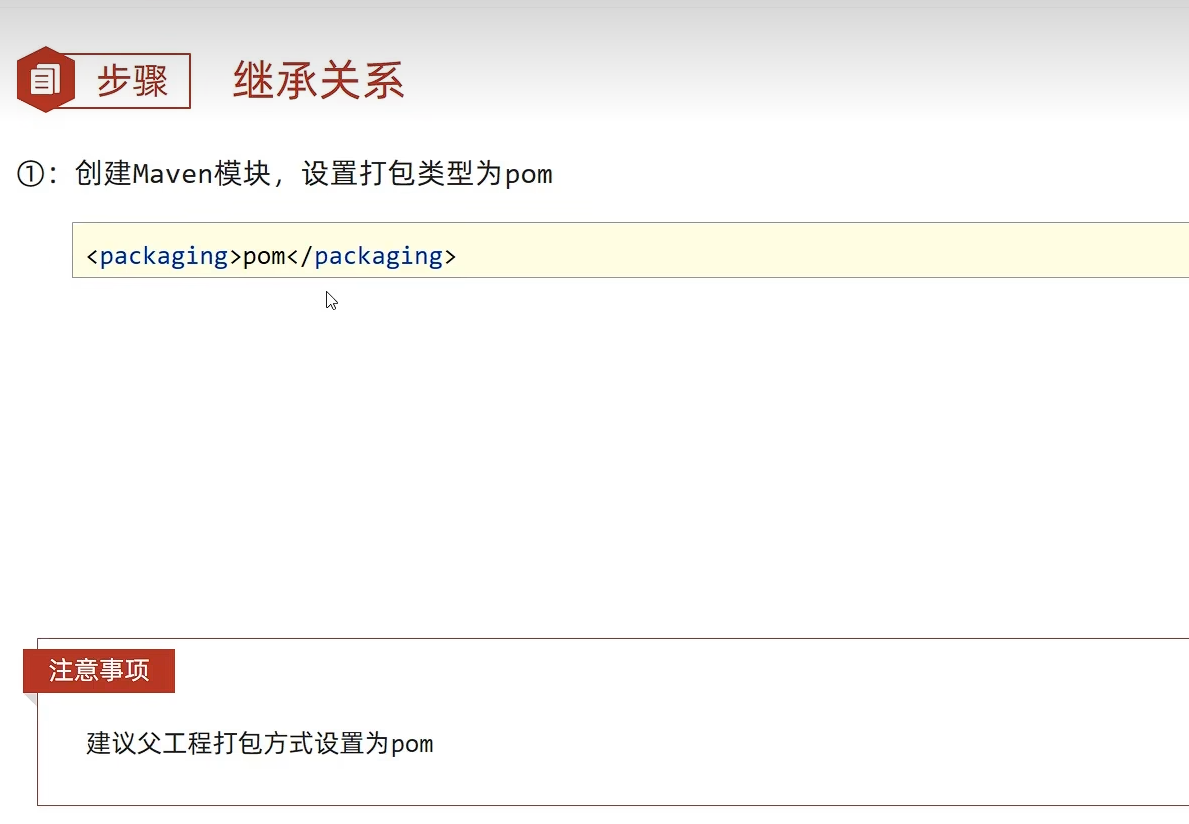 步骤 继承关系
①：创建Maven模块，设置打包类型为pom
<packaging>pom</packaging>
注意事项
建议父工程打包方式设置为pom